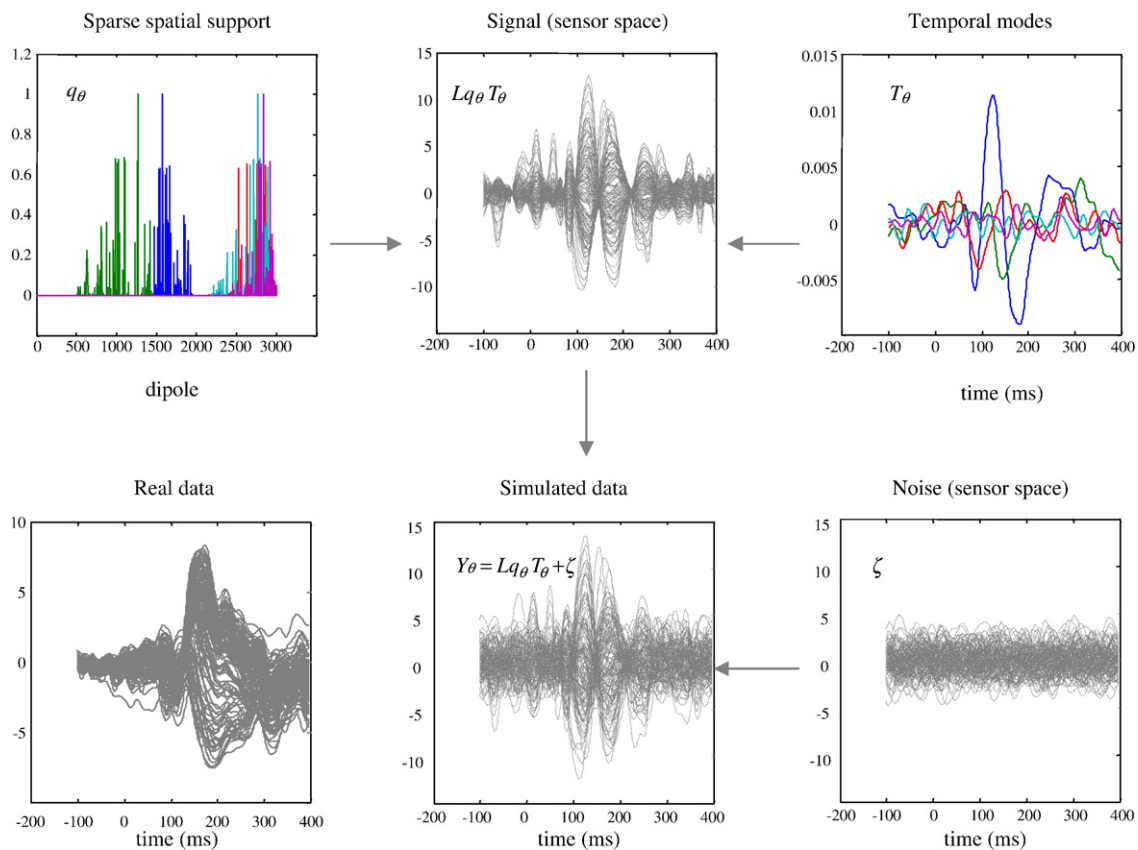 Sparse spatial support
Signal (sensor space)
Temporal modes
1.2
1
0.8
0.6
0.4
0.2
0
qθ
0 500 1000 1500 2000 2500 3000
dipole
15
10
5
0
-5
-10
15
LqθTθ
-200 -100 0 100 200 300 400
0.015
0.01
0.005
0
-0.005
0.01
Tθ
-200 -100 0 100 200 300 400
time (ms)
Real data
Simulated data
Noise (sensor space)
10
5
0
-5
-100 -200 0 100 200 300 400
time (ms)
15
10
5
0
-5
-10
Yθ = LqθTθ + ζ
-200 -100 0 100 200 300 400
time (ms)
15
10
5
0
-5
-10
ζ
-200 -100 0 100 200 300 400
time (ms)